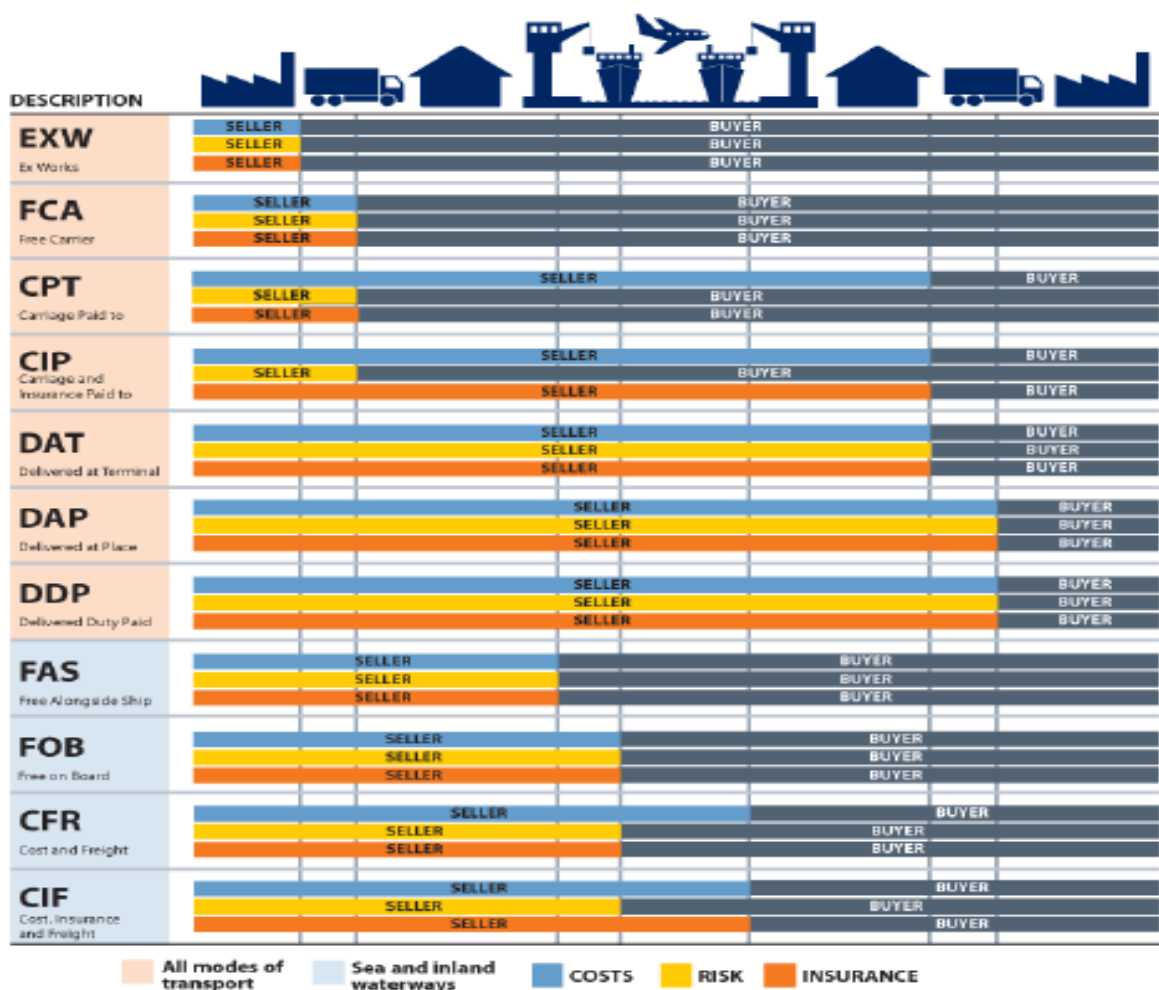 DESCRIPTION
EXW
Ex Works
SELLER BUYER
SELLER BUYER
SELLER BUYER
FCA
Free Carrier
SELLER BUYER
SELLER BUYER
SELLER BUYER
CPT
Carriage Paid to
SELLER BUYER
SELLER BUYER
SELLER BUYER
CIP
Carriage and
Insurance Paid to
SELLER BUYER
SELLER BUYER
SELLER BUYER
DAT
Delivered at Terminal
SELLER BUYER
SELLER BUYER
SELLER BUYER
DAP
Delivered at Place
SELLER BUYER
SELLER BUYER
SELLER BUYER
DDP
Delivered Duty Paid
SELLER BUYER
SELLER BUYER
SELLER BUYER
FAS
Free Alongside Ship
SELLER BUYER
SELLER BUYER
SELLER BUYER
FOB
Free on Board
SELLER BUYER
SELLER BUYER
SELLER BUYER
CFR
Cost and Freight
SELLER BUYER
SELLER BUYER
SELLER BUYER
CIF
Cost, Insurance
and Freight
SELLER BUYER
SELLER BUYER
SELLER BUYER
All modes of
transport
Sea and inland
waterways
COSTS
RISK
INSURANCE